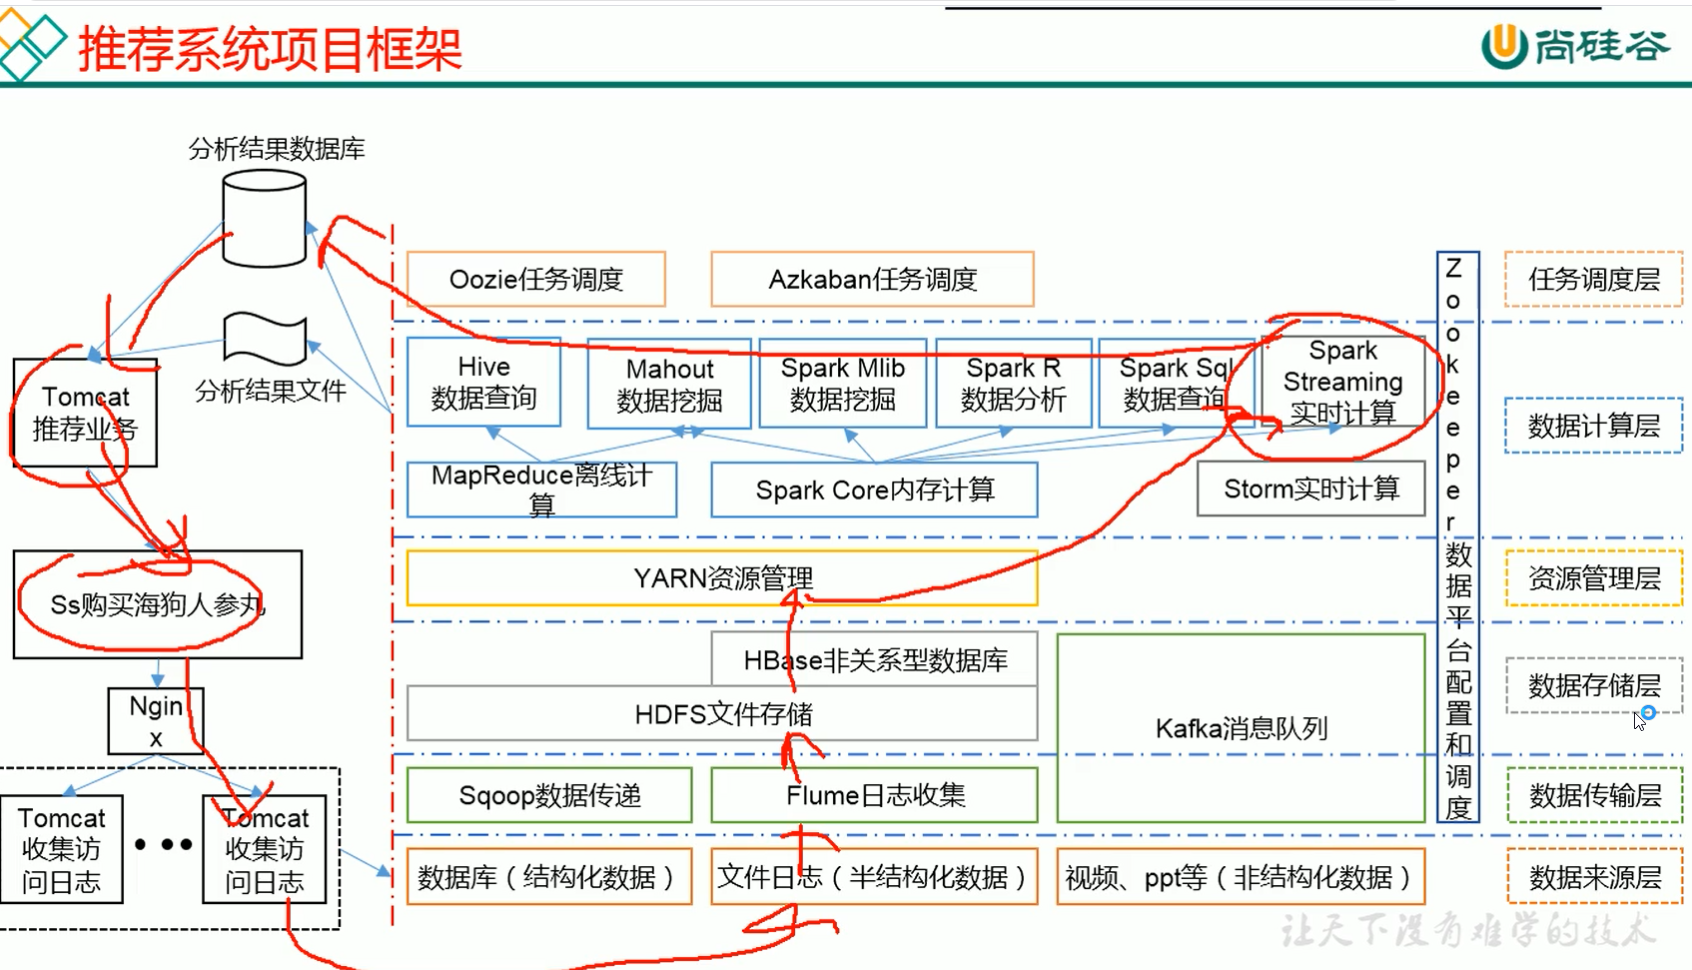 推荐系统项目框架
尚硅谷
分析结果数据库
分析结果文件
Tomcat
推荐业务
Ss购买海狗人参丸
Ngin
x
Tomcat
收集访
问日志
Tomcat
收集访
问日志
Oozie任务调度
Azkaban任务调度
Hive
数据查询
Mahout
数据挖掘
Spark Mlib
数据挖掘
Spark R
数据分析
Spark Sql
数据查询
Spark
Streaming
实时计算
MapReduce离线计
算
Spark Core内存计算
Storm实时计算
YARN资源管理
HBase非关系型数据库
HDFS文件存储
Kafka消息队列
Sqoop数据传递
Flume日志收集
数据库（结构化数据）
文件日志（半结构化数据）
视频、ppt等（非结构化数据）
Z
o
o
k
e
e
p
e
r
数
据
平
台
配
置
和
调
度
任务调度层
数据计算层
资源管理层
数据存储层
数据传输层
数据来源层
让天下没有难学的技术